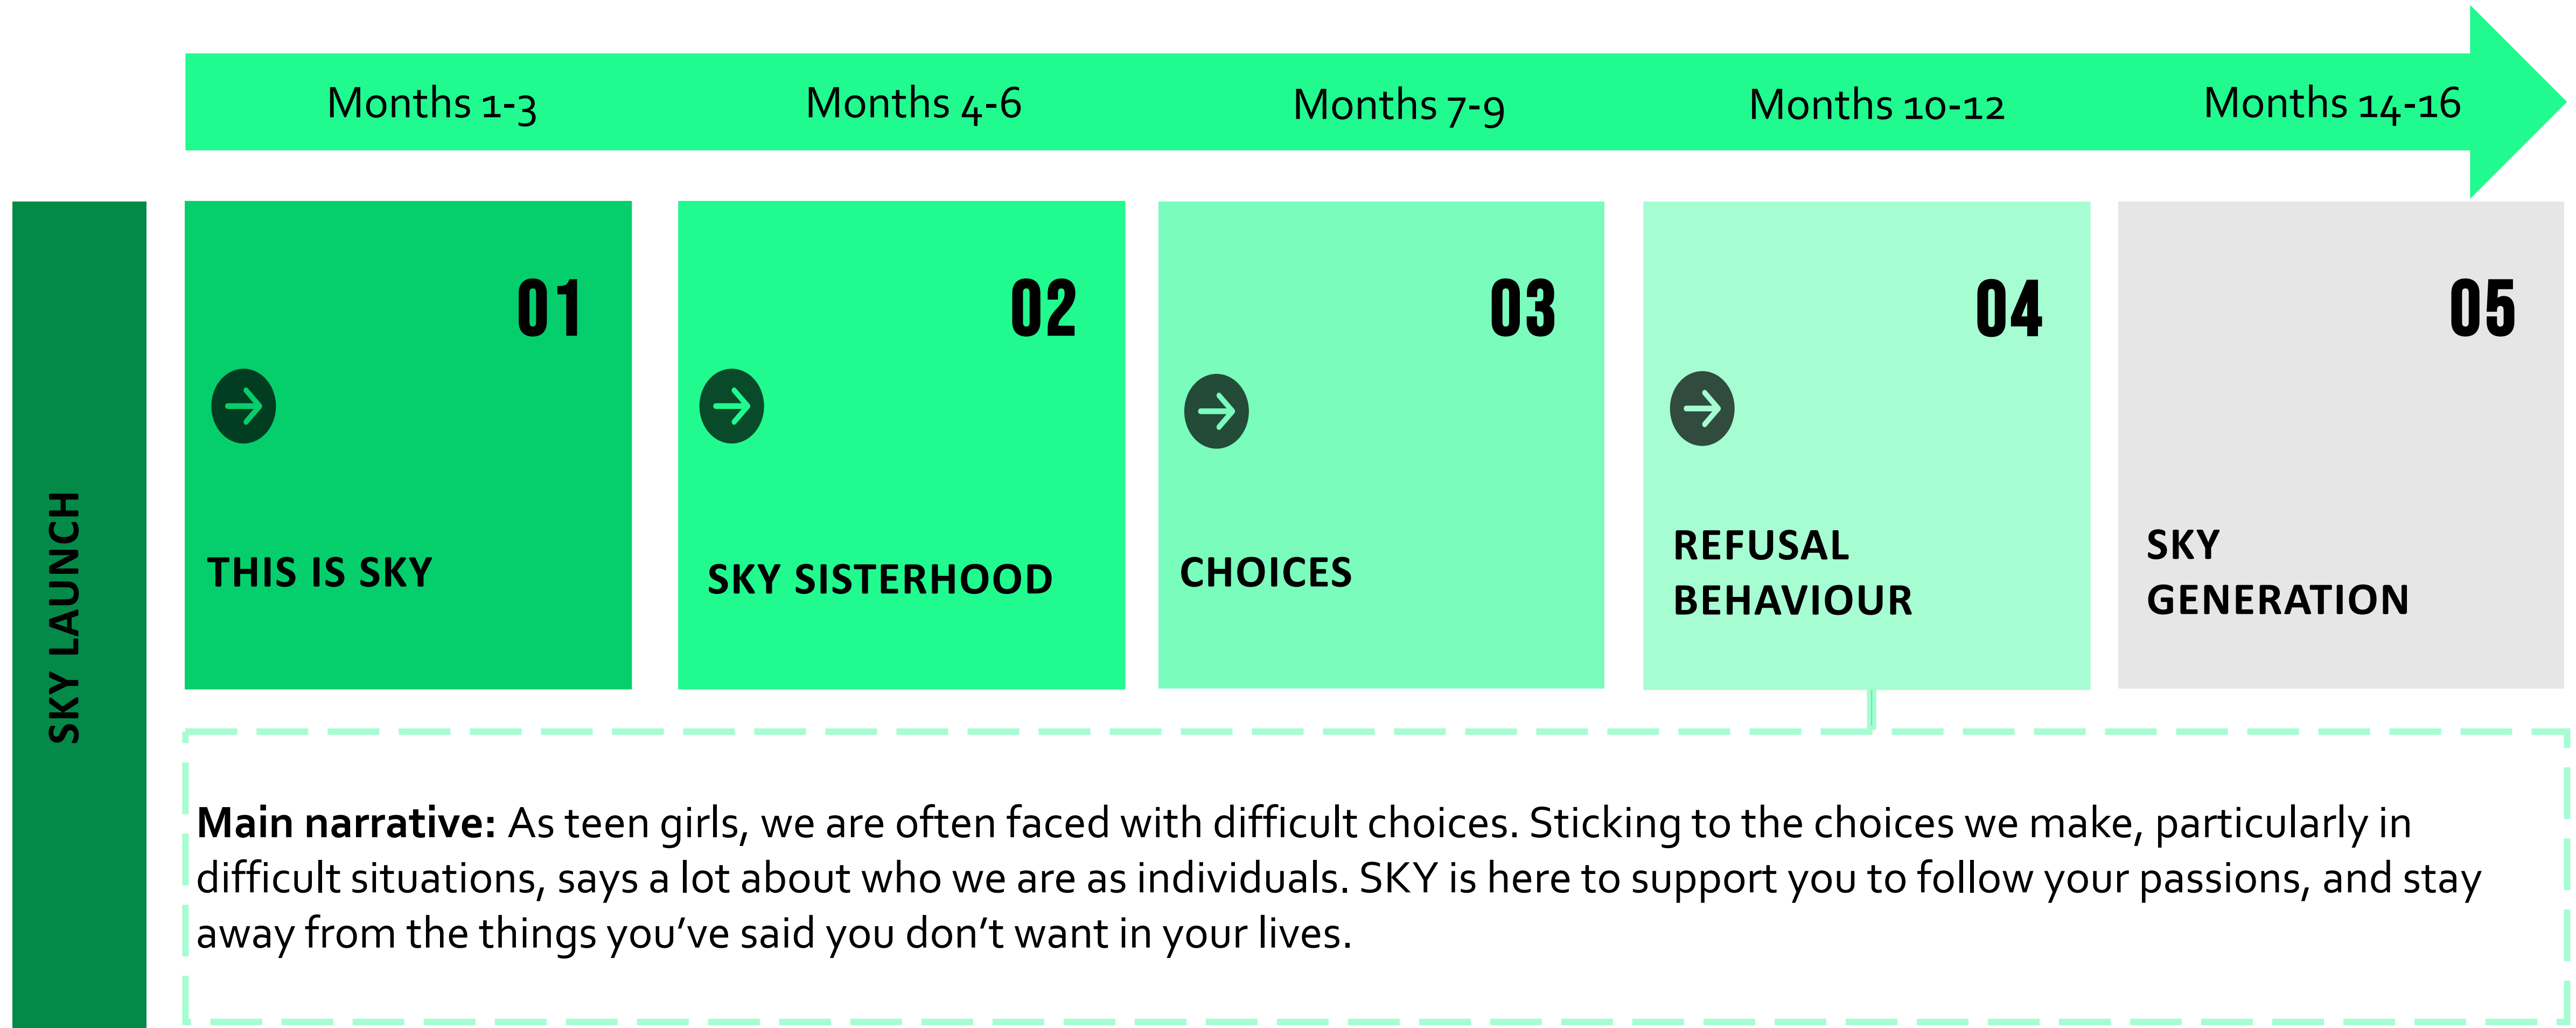 Months 1-3
Months 4-6
Months 7-9
Months 10-12
Months 14-16
SKY LAUNCH
01
THIS IS SKY
02
SKY SISTERHOOD
03
CHOICES
04
REFUSAL
BEHAVIOUR
05
SKY
GENERATION
Main narrative: As teen girls, we are often faced with difficult choices. Sticking to the choices we make, particularly in
difficult situations, says a lot about who we are as individuals. SKY is here to support you to follow your passions, and stay
away from the things you’ve said you don’t want in your lives.